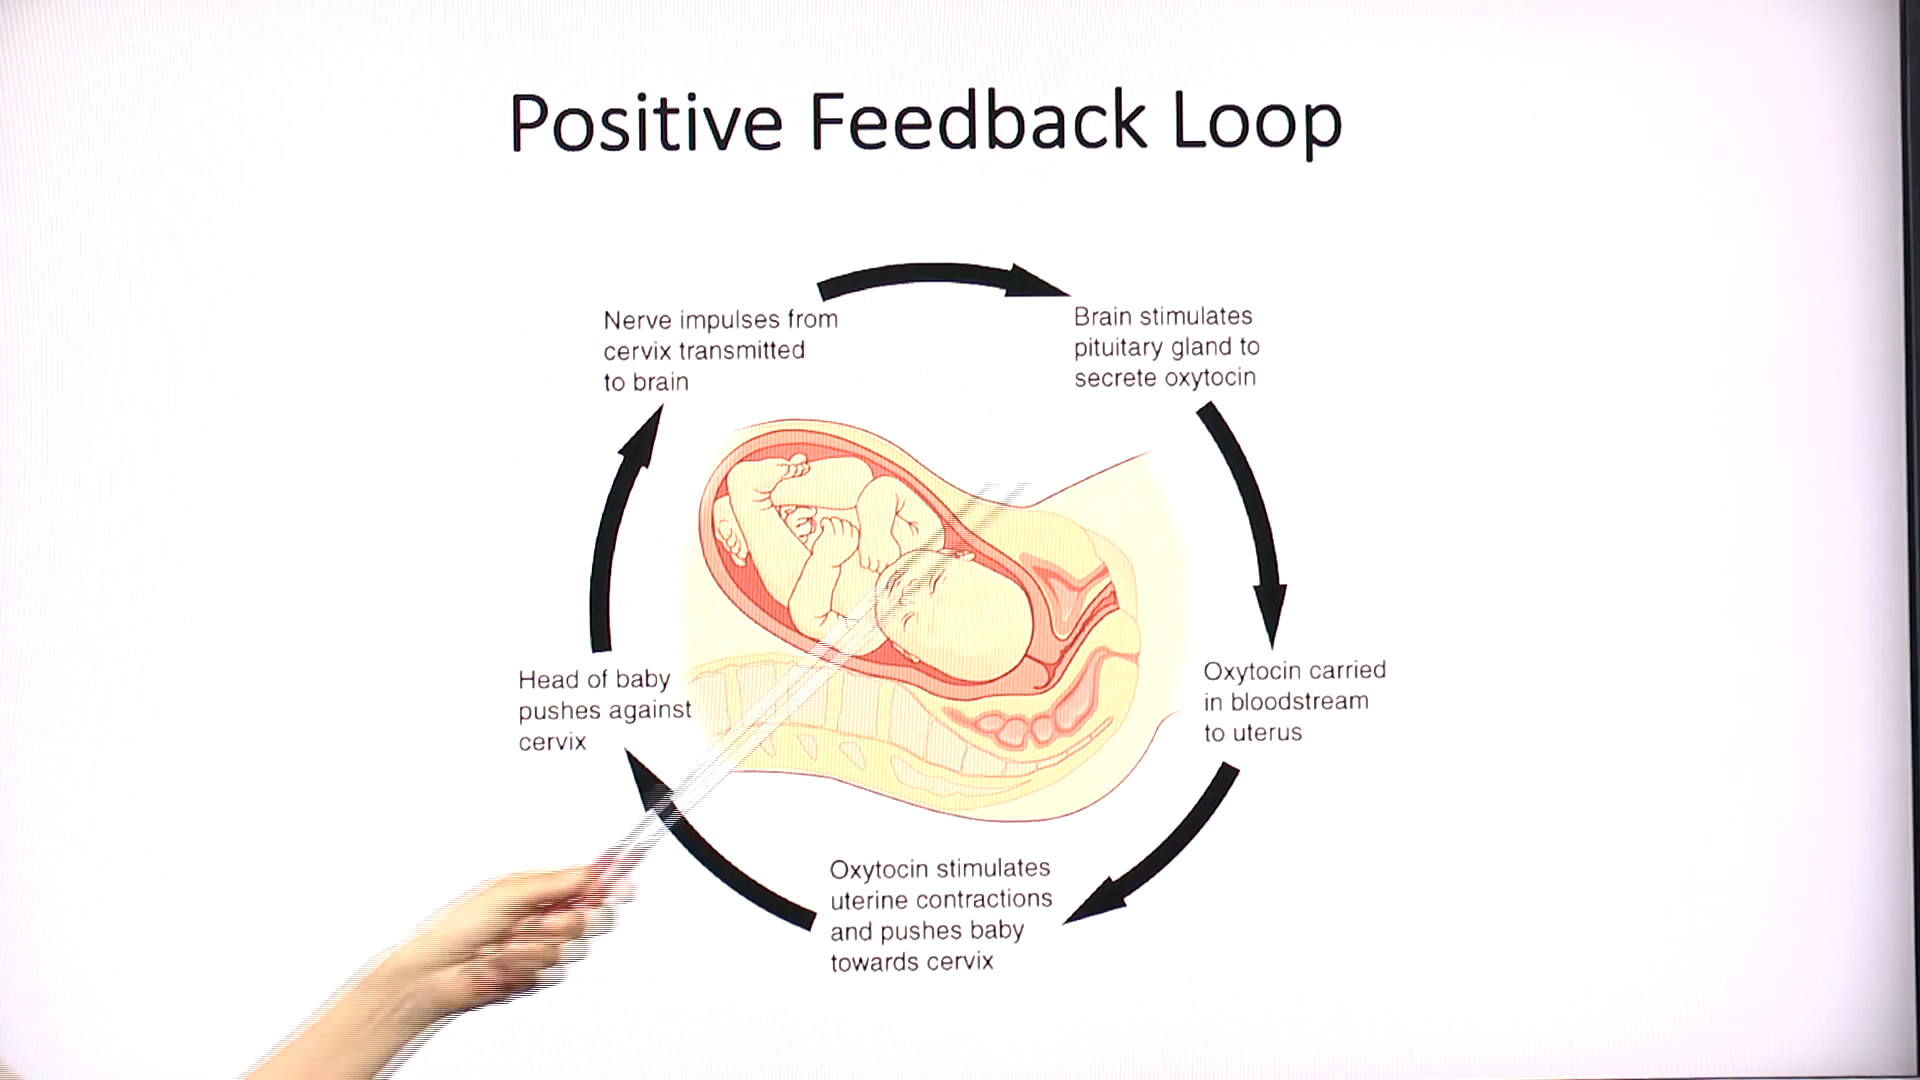 Positive Feedback Loop
Nerve impulses from
cervix transmitted
to brain
Brain stimulates
pituitary gland to
secrete oxytocin
Oxytocin carried
in bloodstream
to uterus
Oxytocin stimulates
uterine contractions
and pushes baby
towards cervix
Head of baby
pushes against
cervix